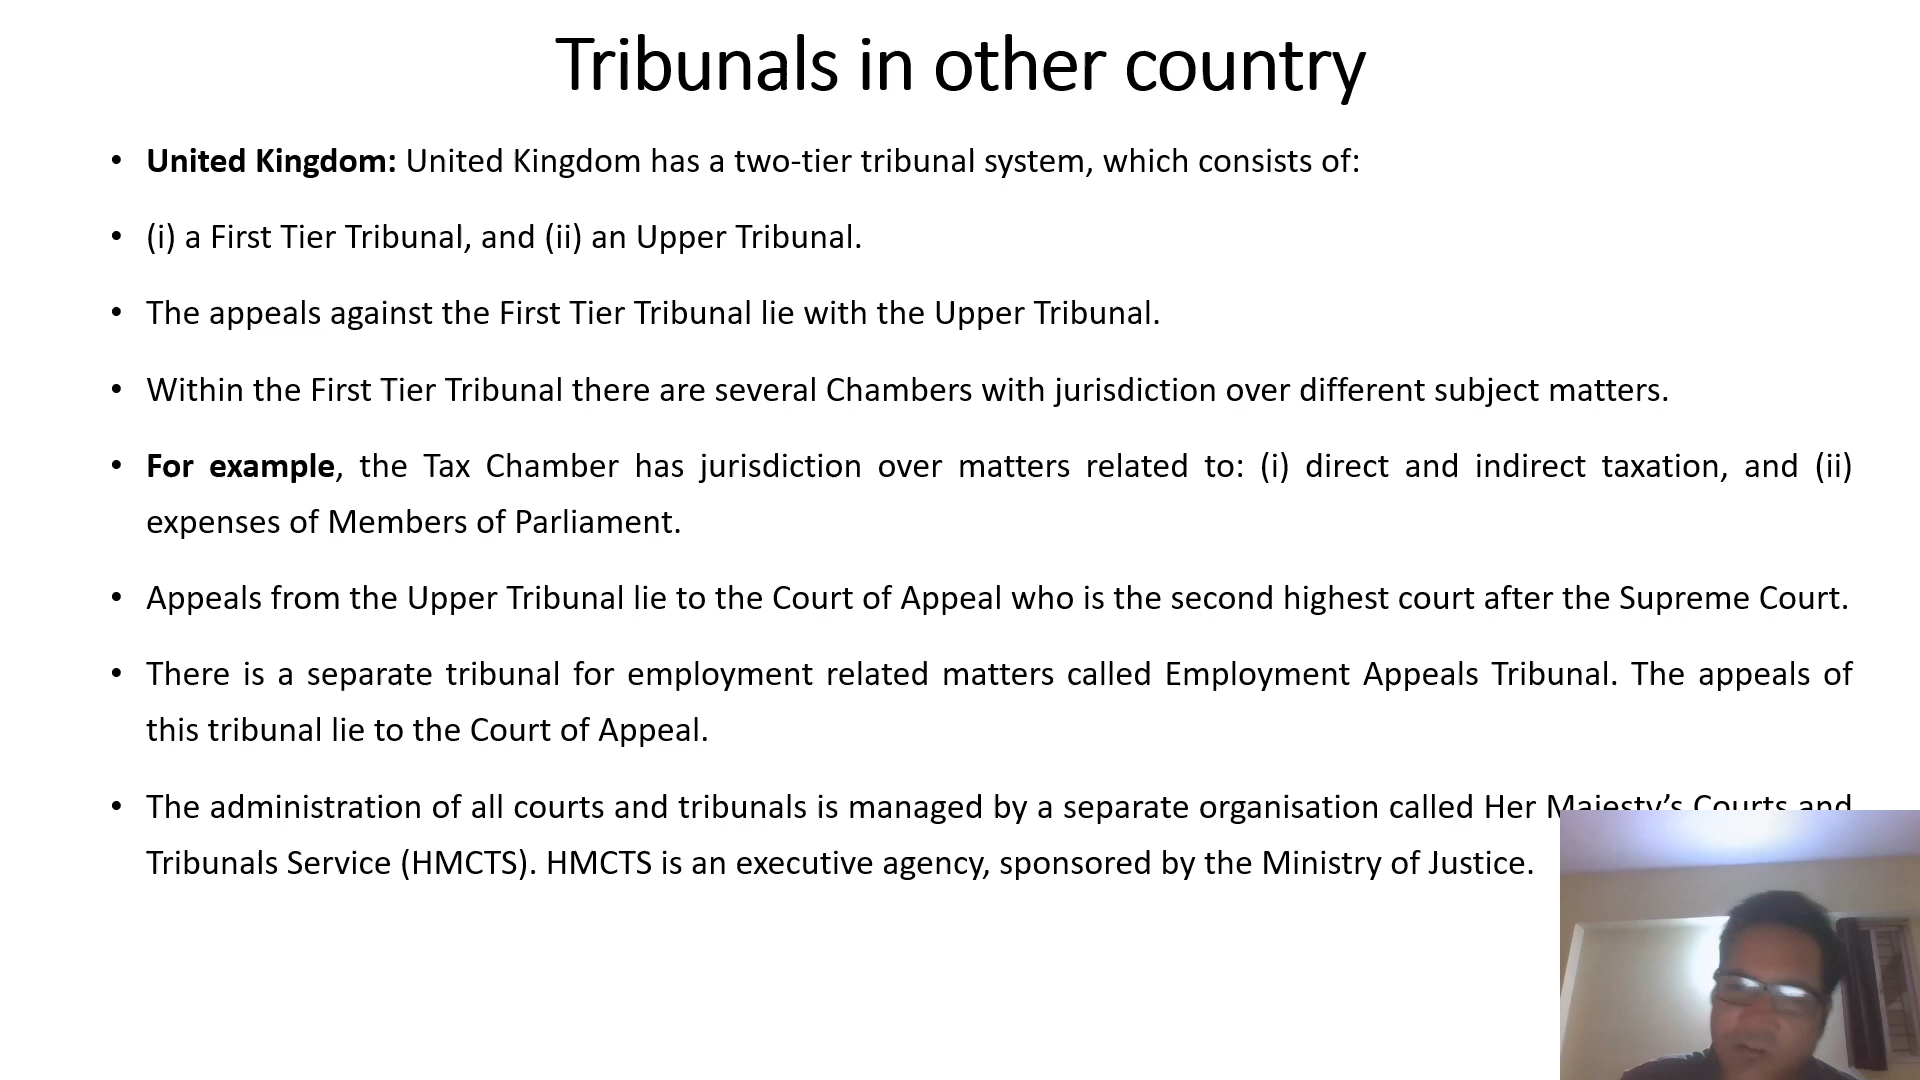 Tribunals in other country
• United Kingdom: United Kingdom has a two-tier tribunal system, which consists of:
• (i) a First Tier Tribunal, and (ii) an Upper Tribunal.
• The appeals against the First Tier Tribunal lie with the Upper Tribunal.
• Within the First Tier Tribunal there are several Chambers with jurisdiction over different subject matters.
• For example, the Tax Chamber has jurisdiction over matters related to: (i) direct and indirect taxation, and (ii)
expenses of Members of Parliament.
• Appeals from the Upper Tribunal lie to the Court of Appeal who is the second highest court after the Supreme Court.
• There is a separate tribunal for employment related matters called Employment Appeals Tribunal. The appeals of
this tribunal lie to the Court of Appeal.
• The administration of all courts and tribunals is managed by a separate organisation called Her Majesty’s Courts and
Tribunals Service (HMCTS). HMCTS is an executive agency, sponsored by the Ministry of Justice.